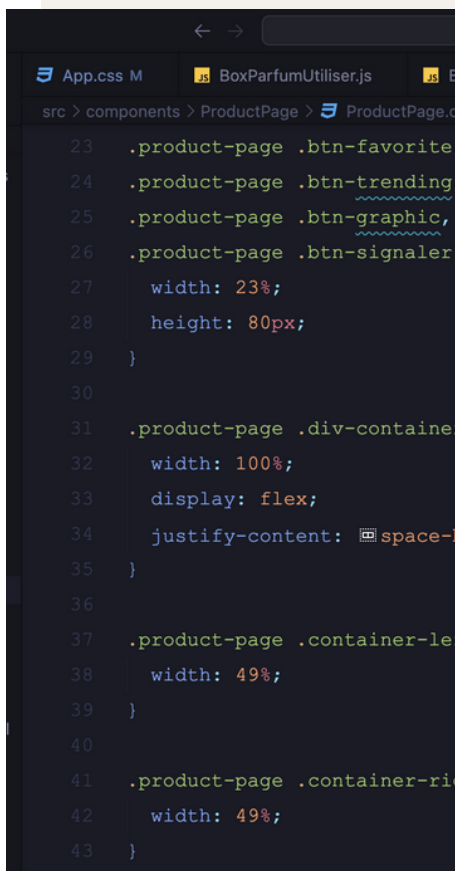 ← →
App.css M JS BoxParfumUtiliser.js JS
src > components > ProductPage > ProductPage.c
23 .product-page .btn-favorite
24 .product-page .btn-trending
25 .product-page .btn-graphic,
26 .product-page .btn-signaler
27 width: 23%;
28 height: 80px;
29 }
30
31 .product-page .div-container
32 width: 100%;
33 display: flex;
34 justify-content: space-
35 }
36
37 .product-page .container-le
38 width: 49%;
39 }
40
41 .product-page .container-ri
42 width: 49%;
43 }